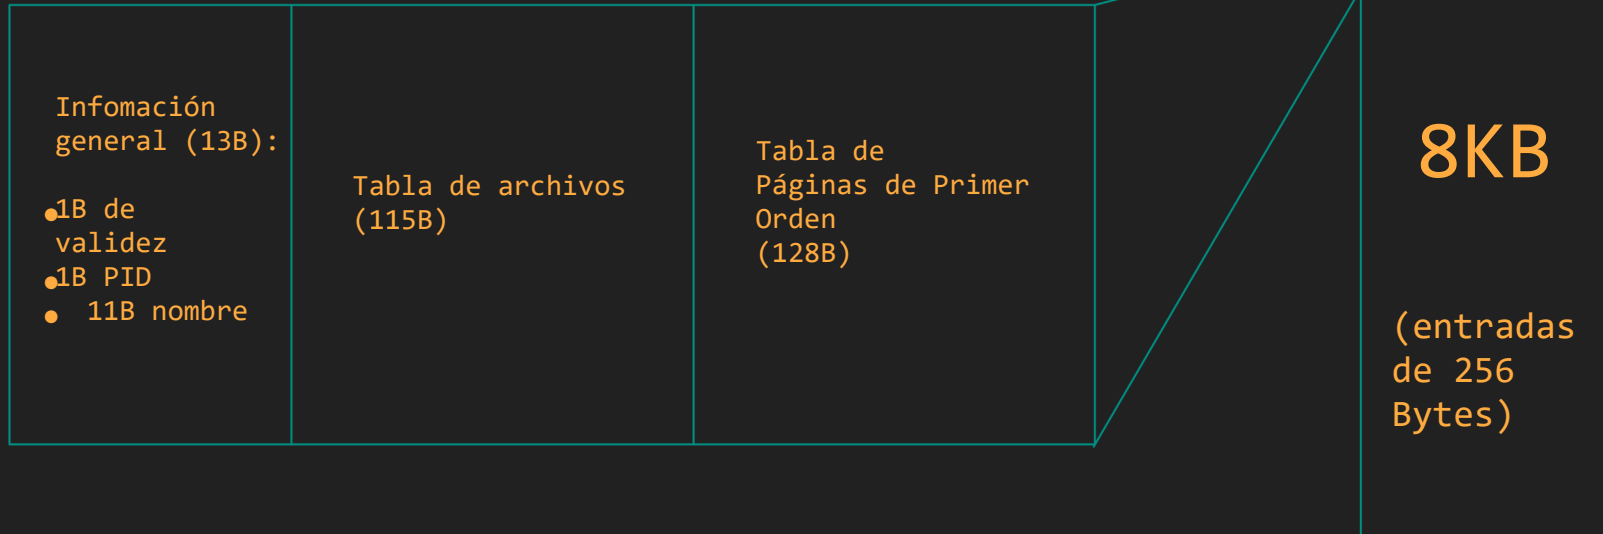 Infomación
general (13B):
●1B de
validez
●1B PID
● 11B nombre
Tabla de archivos
(115B)
Tabla de
Páginas de Primer
Orden
(128B)
8KB
(entradas
de 256
Bytes)